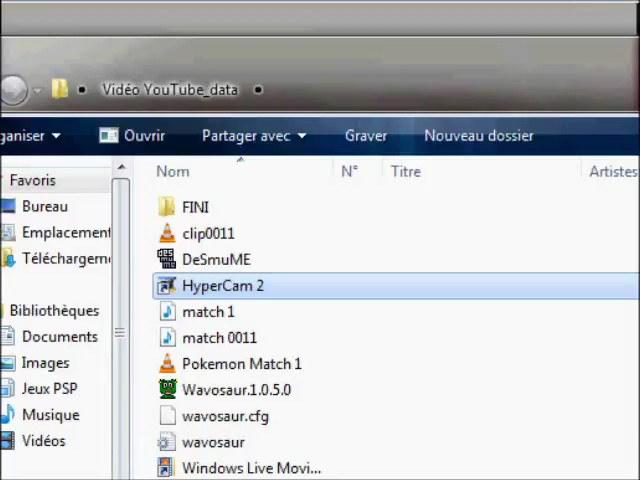 Vidéo YouTube_data
ganiser Ouvrir Partager avec Graver Nouveau dossier
Favoris
Bureau
Emplacement
Téléchargem
Bibliothèques
Documents
Images
Jeux PSP
Musique
Vidéos
Nom N° Titre Artistes
FINI
clip0011
DeSmuME
HyperCam 2
match 1
match 0011
Pokemon Match 1
Wavosaur.1.0.5.0
wavosaur.cfg
wavosaur
Windows Live Movi...